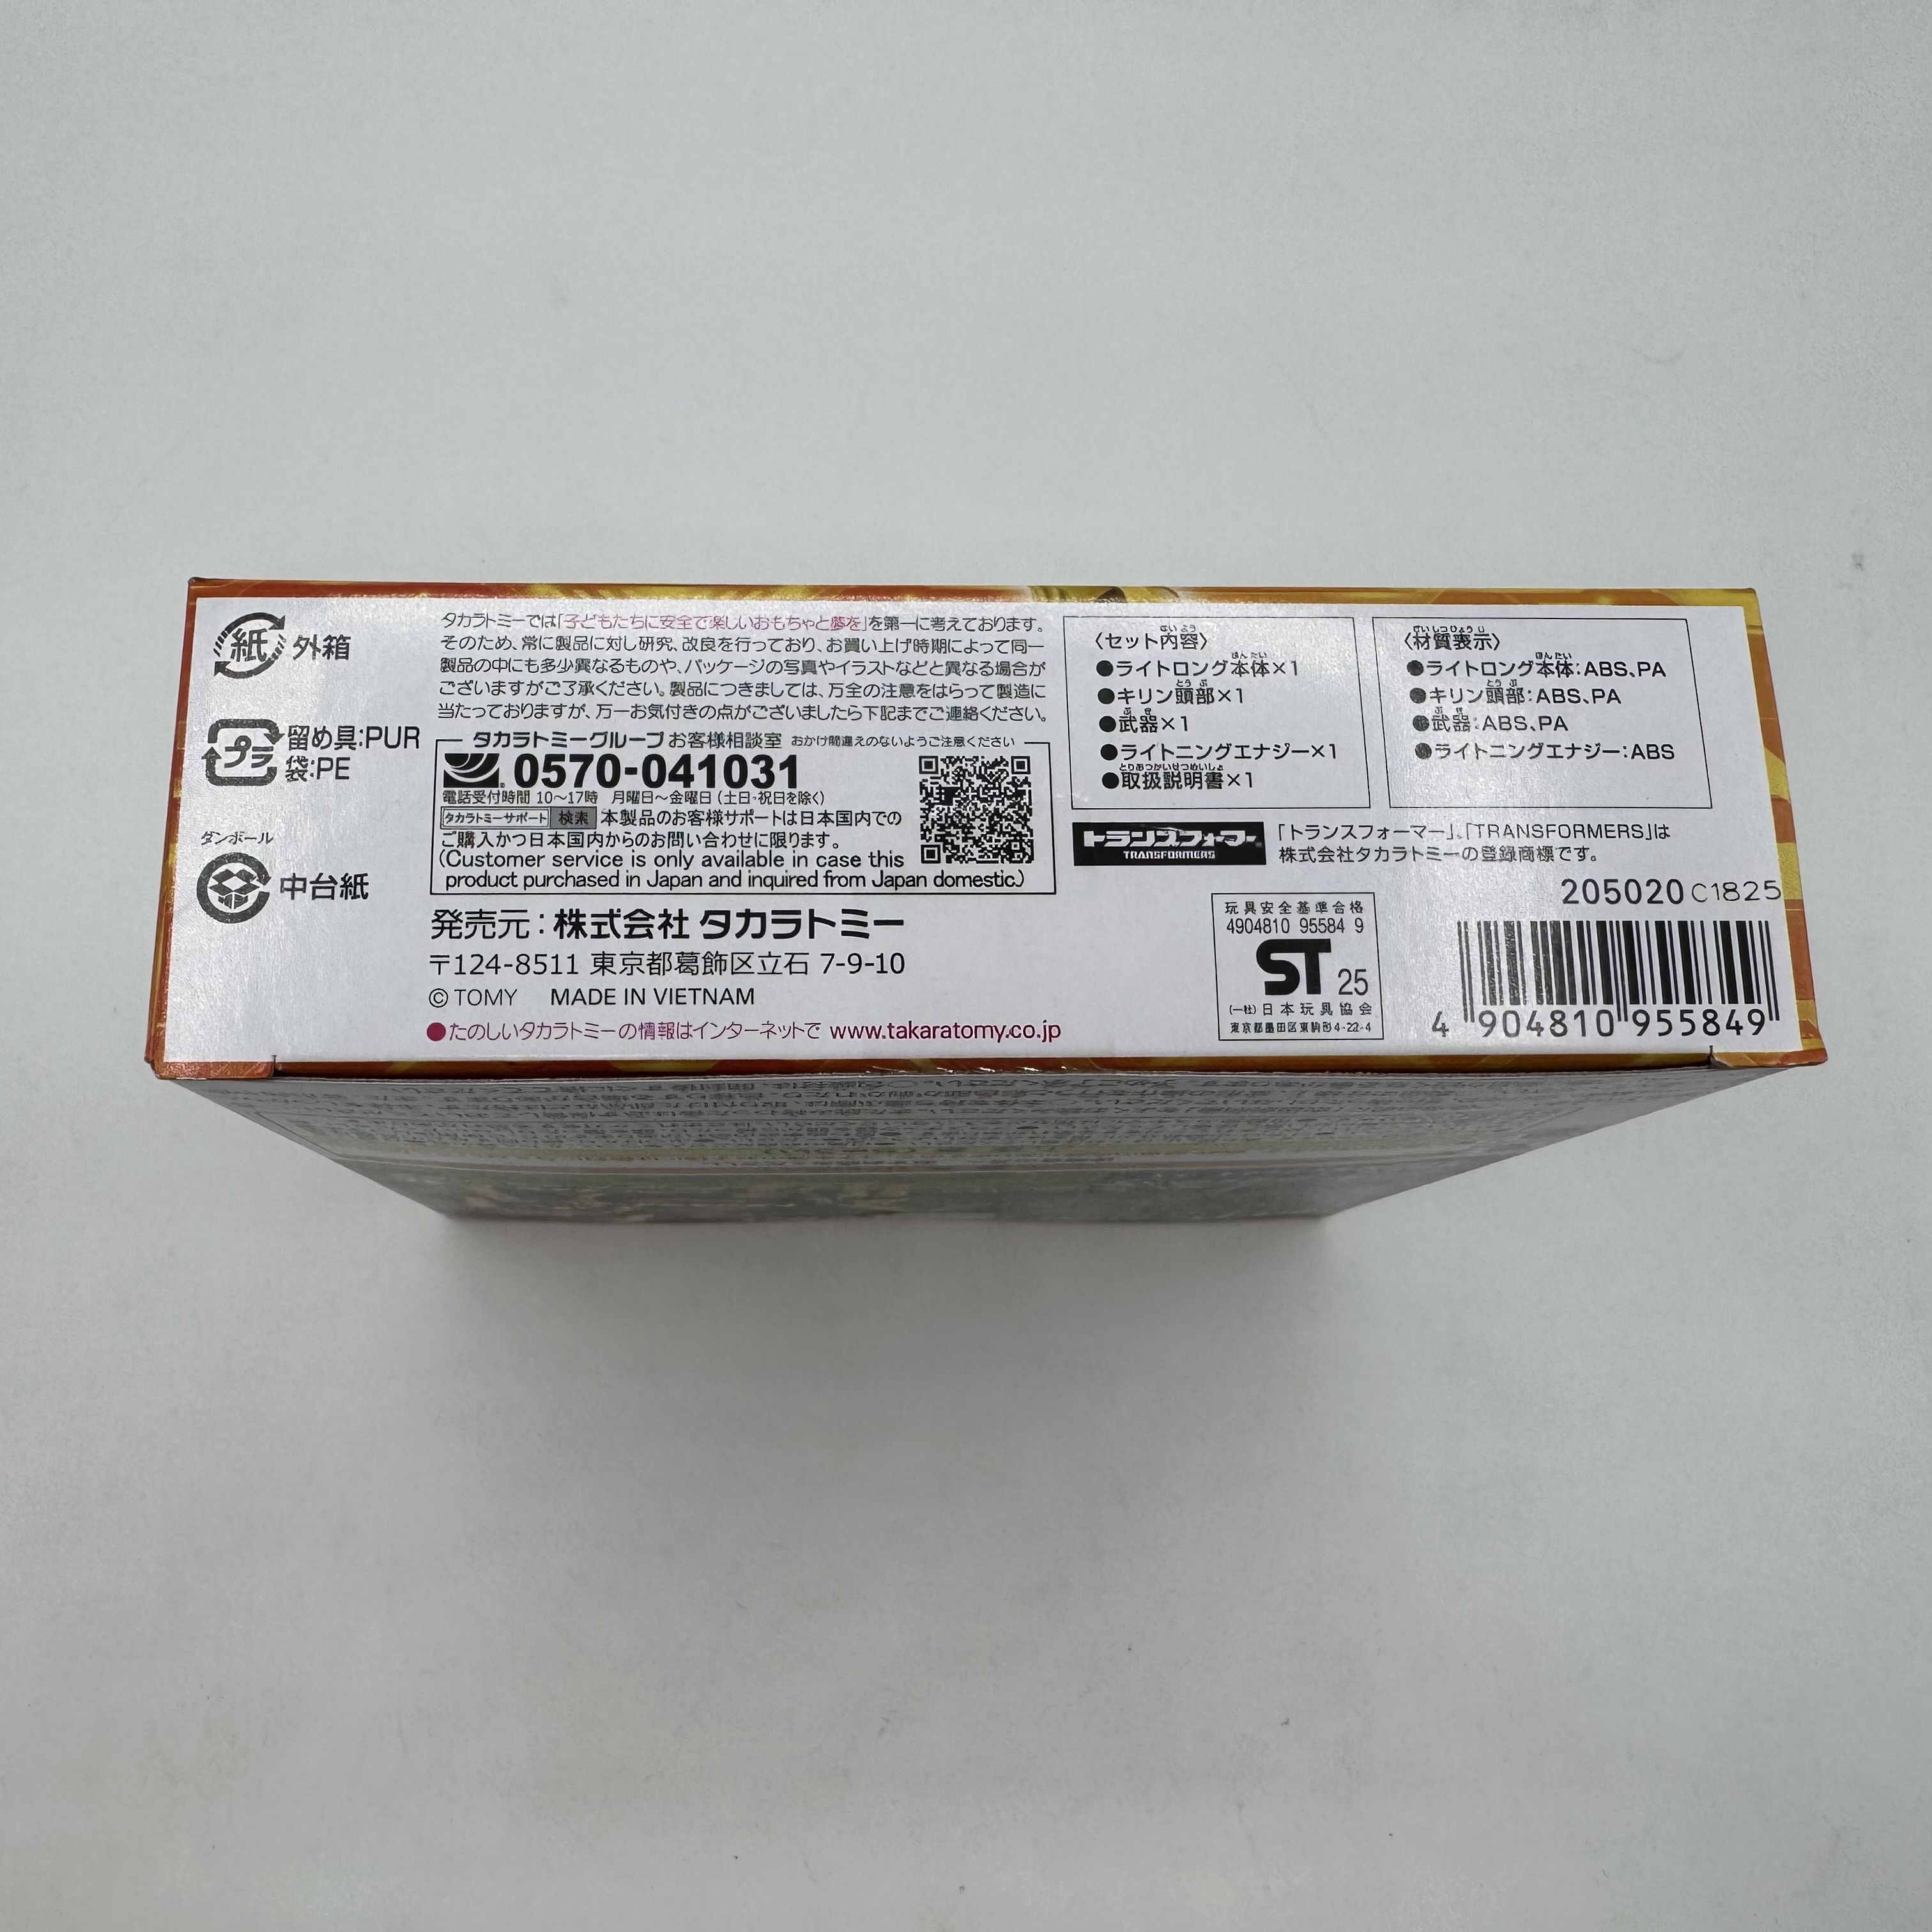 紙 外箱
プラ 留め具:PUR
袋:PE
ダンボール
中台紙
タカラトミーでは「子どもたちに安全で楽しいおもちゃと夢を」を第一に考えております。
そのため、常に製品に対し研究、改良を行っており、お買い上げ時期によって同一
製品の中にも多少異なるものや、パッケージの写真やイラストなどと異なる場合が
ございますがご了承ください。製品につきましては、万全の注意をはらって製造に
当たっておりますが、万一お気付きの点がございましたら下記までご連絡ください。
タカラトミーグループ お客様相談室 おかけ間違えのないようご注意ください
0570-041031
電話受付時間 10〜17時 月曜日〜金曜日(土日・祝日を除く)
タカラトミーサポート 検索 本製品のお客様サポートは日本国内での
ご購入かつ日本国内からのお問い合わせに限ります。
(Customer service is only available in case this
product purchased in Japan and inquired from Japan domestic.)
発売元:株式会社 タカラトミー
〒124-8511 東京都葛飾区立石 7-9-10
© TOMY MADE IN VIETNAM
●たのしいタカラトミーの情報はインターネットで www.takaratomy.co.jp
〈セット内容〉
●ライトロング本体×1
●キリン頭部×1
●武器×1
●ライトニングエナジー×1
●取扱説明書×1
〈材質表示〉
●ライトロング本体:ABS、PA
●キリン頭部:ABS、PA
●武器:ABS、PA
●ライトニングエナジー:ABS
トランスフォーマー
TRANSFORMERS
「トランスフォーマー」、「TRANSFORMERS」は
株式会社タカラトミーの登録商標です。
205020 C1825
玩具安全基準合格
4904810 95584 9
ST 25
(一社)日本玩具協会
東京都墨田区東駒形4-22-4
4 904810 955849